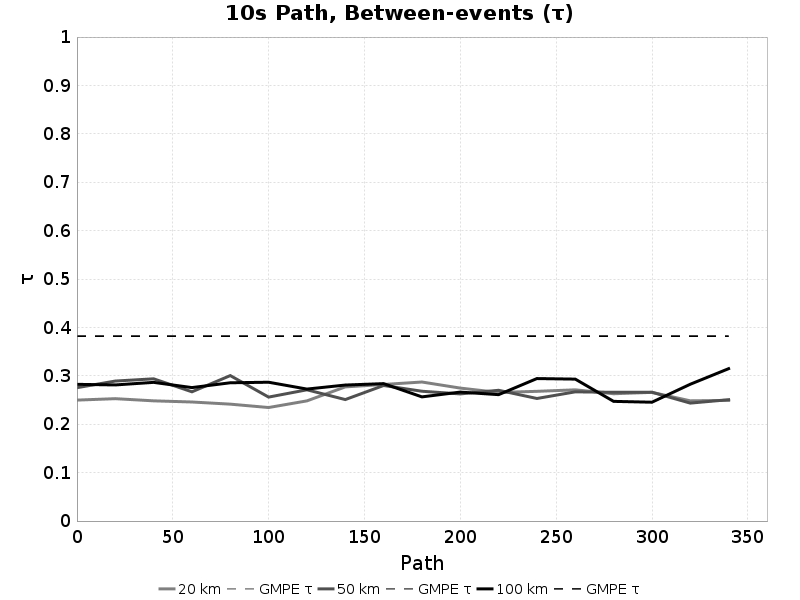 10s Path, Between-events (τ)
1
0.9
0.8
0.7
0.6
0.5
0.4
0.3
0.2
0.1
0
τ
0 50 100 150 200 250 300 350
Path
20 km GMPE τ 50 km GMPE τ 100 km GMPE τ